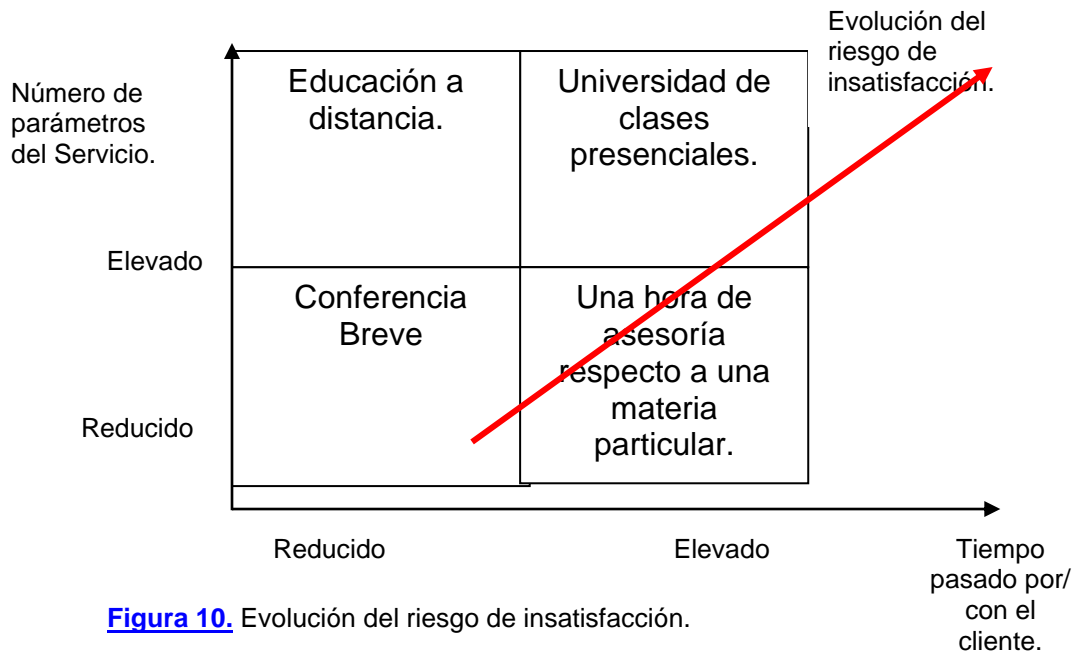 Evolución del
riesgo de
insatisfacción.
Número de
parámetros
del Servicio.
Educación a
distancia.
Universidad de
clases
presenciales.
Elevado
Conferencia
Breve
Una hora de
asesoría
respecto a una
materia
particular.
Reducido
Reducido
Elevado
Tiempo
pasado por/
con el
cliente.
Figura 10. Evolución del riesgo de insatisfacción.